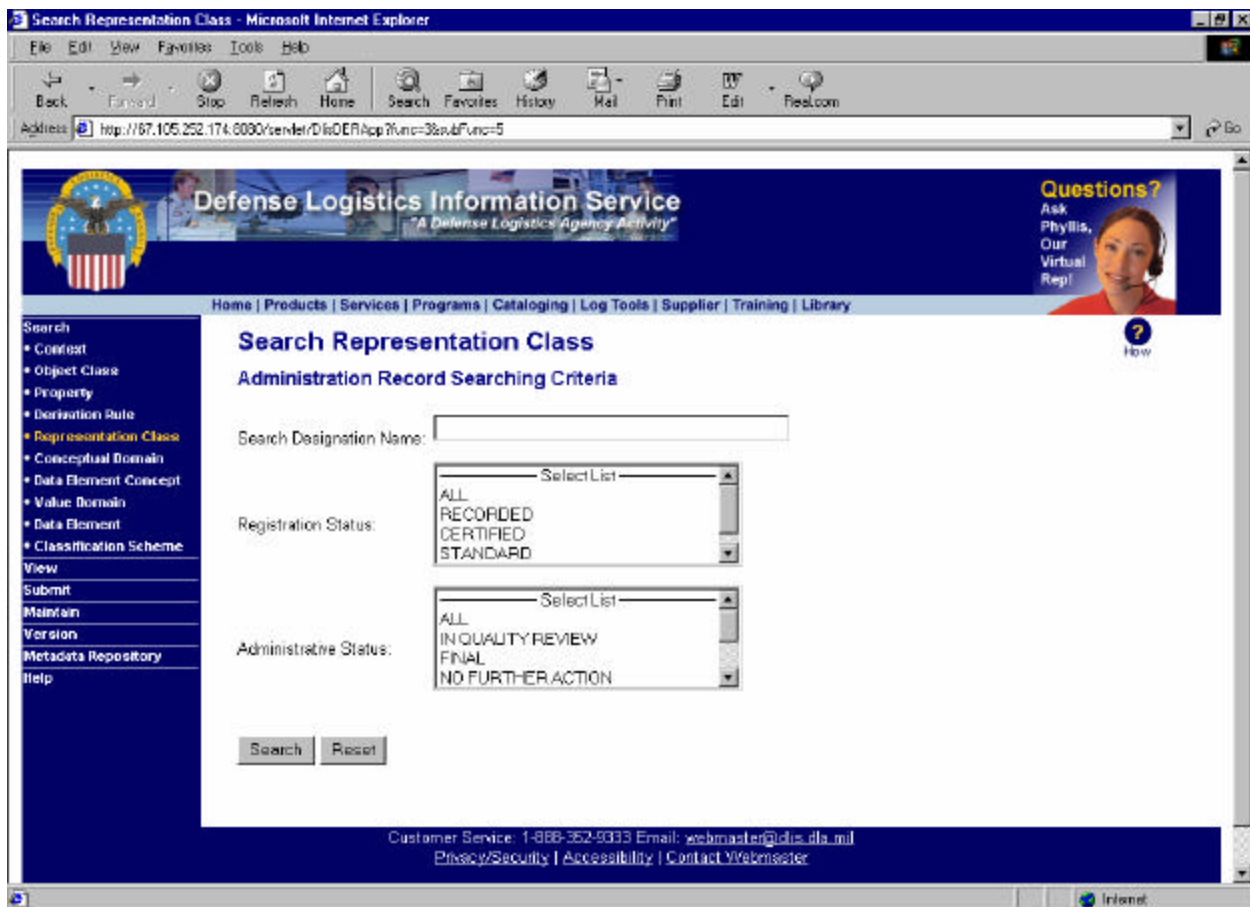 Search Representation Class - Microsoft Internet Explorer
File Edit View Favorites Tools Help
Back Forward Stop Refresh Home Search Favorites History Mail Print Edit Real.com
Address http://67.105.252.174:8080/servlet/DlisDERApp?func=3&subFunc=5 Go
Defense Logistics Information Service
"A Defense Logistics Agency Activity"
Questions?
Ask
Phyllis,
Our
Virtual
Rep!
Home | Products | Services | Programs | Cataloging | Log Tools | Supplier | Training | Library
Search
• Context
• Object Class
• Property
• Derivation Rule
• Representation Class
• Conceptual Domain
• Data Element Concept
• Value Domain
• Data Element
• Classification Scheme
View
Submit
Maintain
Version
Metadata Repository
Help
Search Representation Class
?
How
Administration Record Searching Criteria
Search Designation Name:
Registration Status:
Select List
ALL
RECORDED
CERTIFIED
STANDARD
Administrative Status:
Select List
ALL
IN QUALITY REVIEW
FINAL
NO FURTHER ACTION
Search Reset
Customer Service: 1-888-352-9333 Email: webmaster@dlis.dla.mil
Privacy/Security | Accessibility | Contact Webmaster
Internet